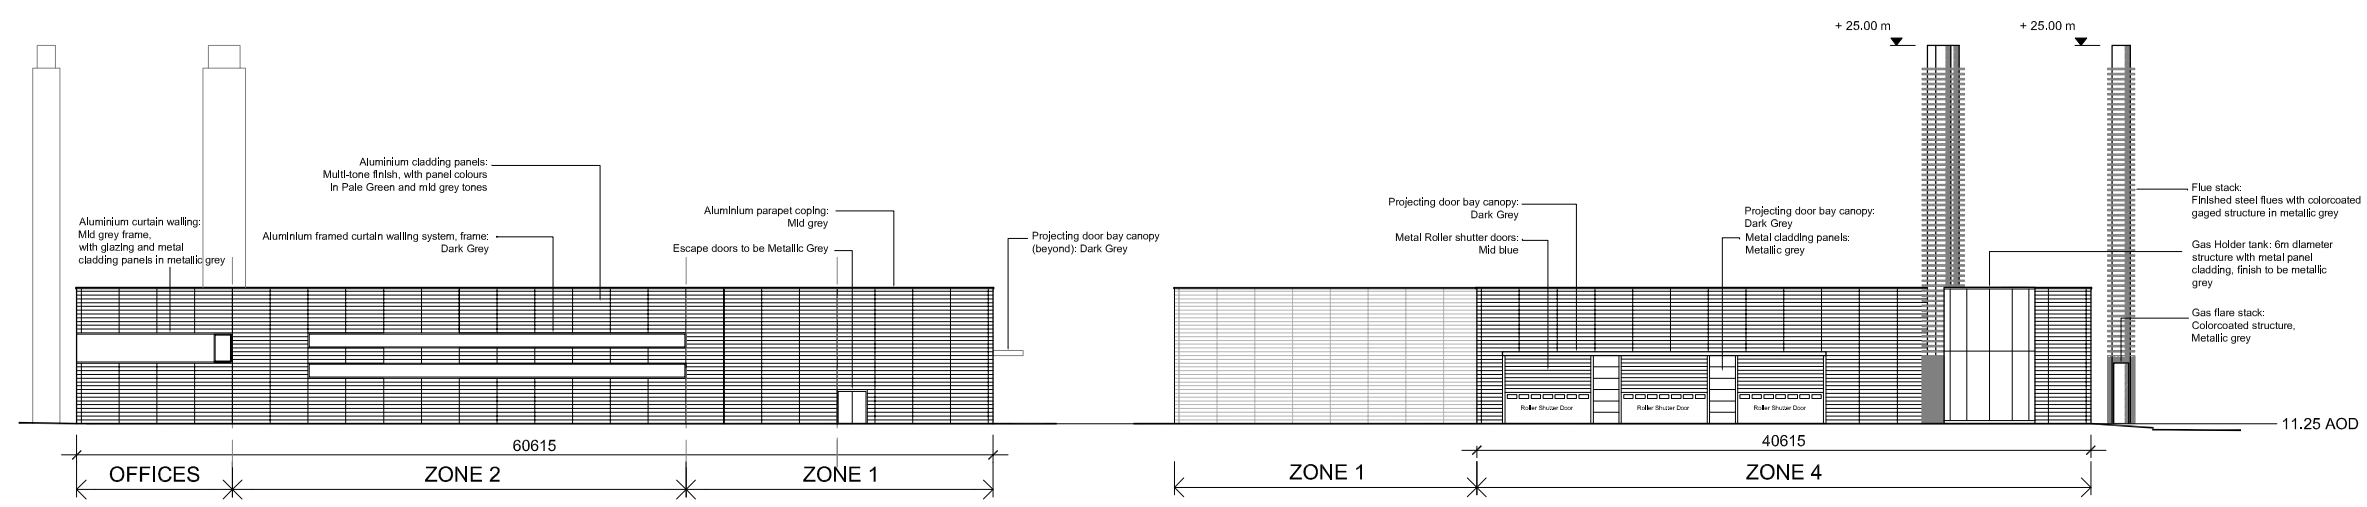 + 25.00 m
+ 25.00 m
Aluminium cladding panels:
Multi-tone finish, with panel colours
in Pale Green and mid grey tones
Aluminium curtain walling:
Mid grey frame,
with glazing and metal
cladding panels in metallic grey
Aluminium framed curtain walling system, frame:
Dark Grey
Aluminium parapet coping:
Mid grey
Escape doors to be Metallic Grey
Projecting door bay canopy
(beyond): Dark Grey
Projecting door bay canopy:
Dark Grey
Metal Roller shutter doors:
Mid blue
Projecting door bay canopy:
Dark Grey
Metal cladding panels:
Metallic grey
Flue stack:
Finished steel flues with colorcoated
gaged structure in metallic grey
Gas Holder tank: 6m diameter
structure with metal panel
cladding, finish to be metallic
grey
Gas flare stack:
Colorcoated structure,
Metallic grey
Roller Shutter Door
Roller Shutter Door
Roller Shutter Door
11.25 AOD
60615
40615
OFFICES
ZONE 2
ZONE 1
ZONE 1
ZONE 4